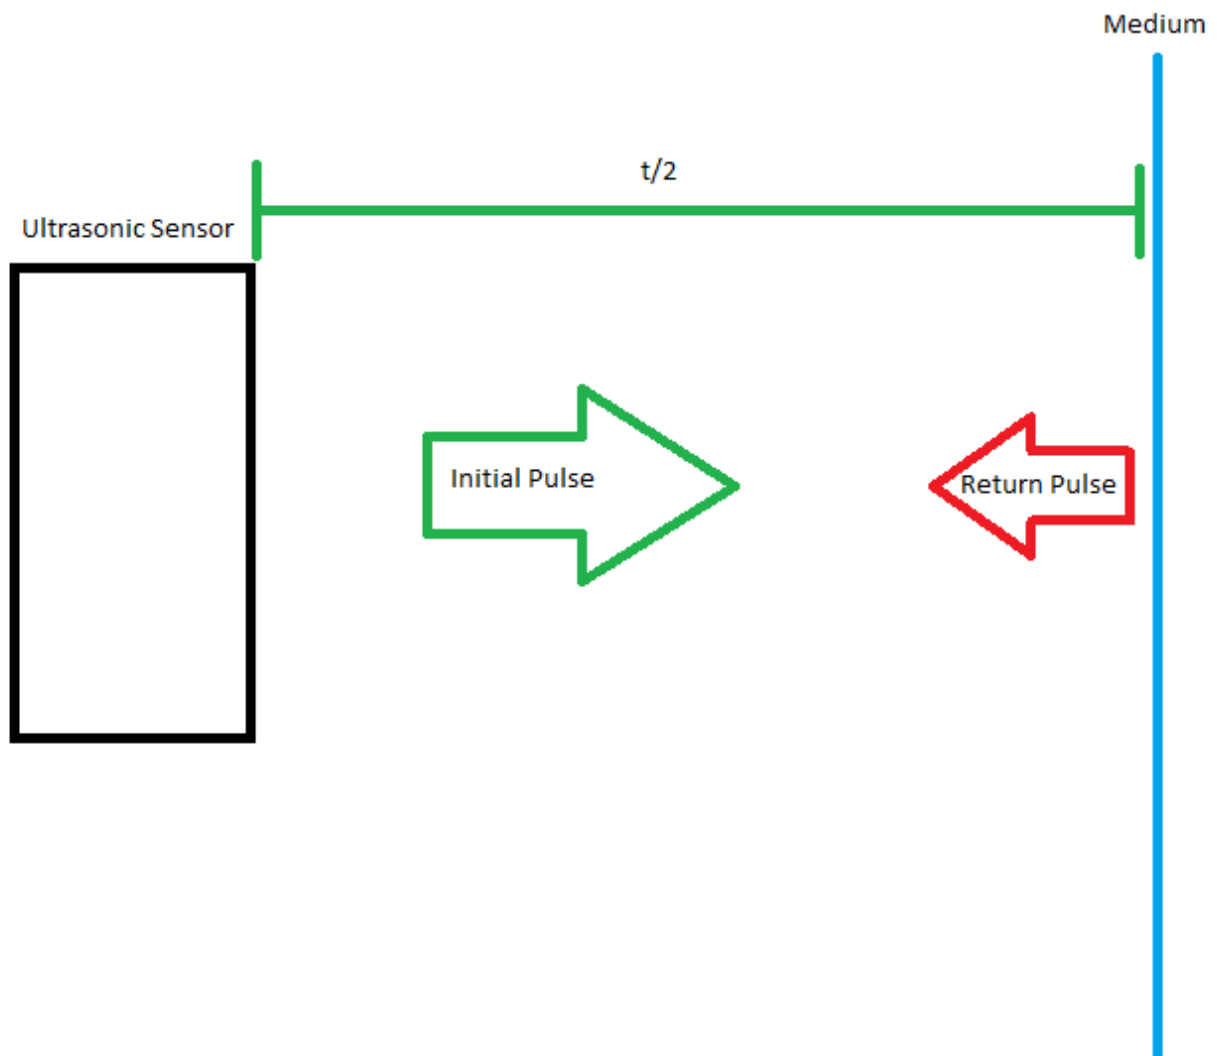 Medium
t/2
Ultrasonic Sensor
Initial Pulse
Return Pulse